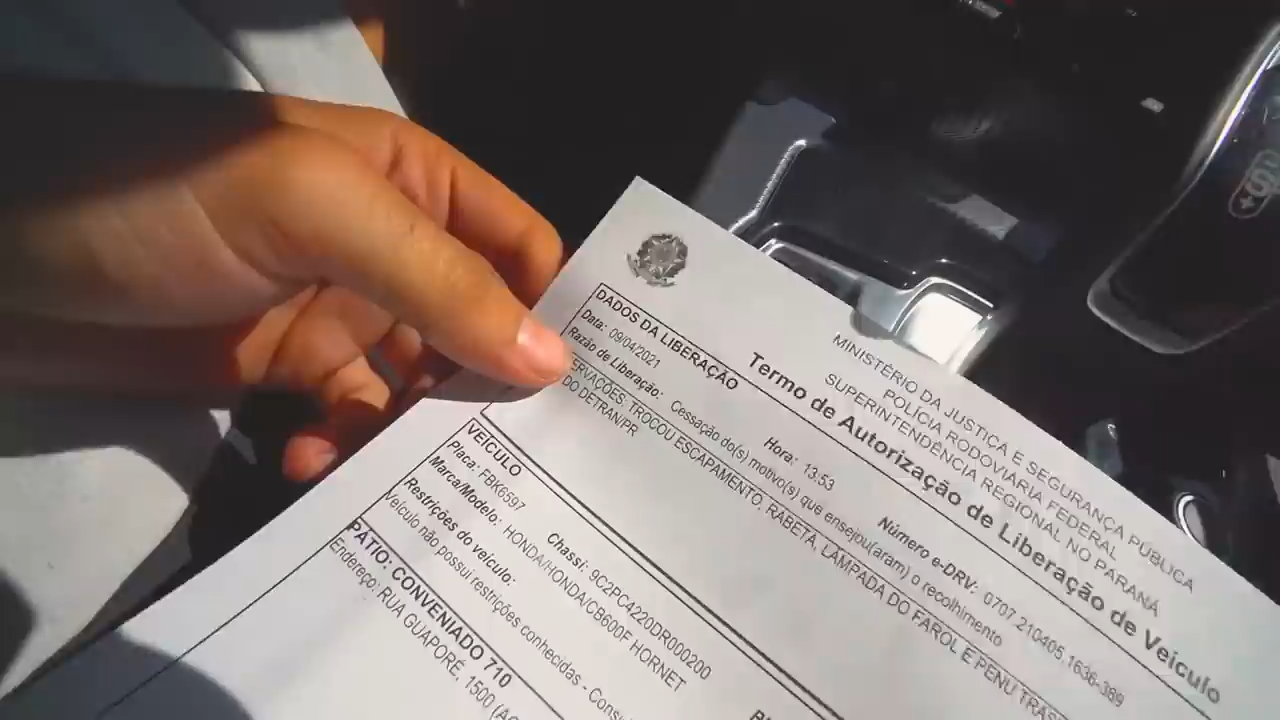 MINISTÉRIO DA JUSTIÇA E SEGURANÇA PÚBLICA
POLÍCIA RODOVIÁRIA FEDERAL
SUPERINTENDÊNCIA REGIONAL NO PARANÁ
Termo de Autorização de Liberação de Veículo
DADOS DA LIBERAÇÃO
Data: 09/04/2021 Hora: 13:53 Número e-DRV: 0707.210405.1636-389
Razão de Liberação: Cessação do(s) motivo(s) que ensejou(aram) o recolhimento
ERVAÇÕES: TROCOU ESCAPAMENTO, RABETA, LAMPADA DO FAROL E PENU TRAS
DO DETRAN/PR
VEÍCULO
Placa: FBK6597 Chassi: 9C2PC4220DR000200
Marca/Modelo: HONDA/HONDA/CB600F HORNET
Restrições do veículo:
Veículo não possui restrições conhecidas - Consu
PÁTIO: CONVENIADO 710
Endereço: RUA GUAPORÉ, 1500 (AO
S
+